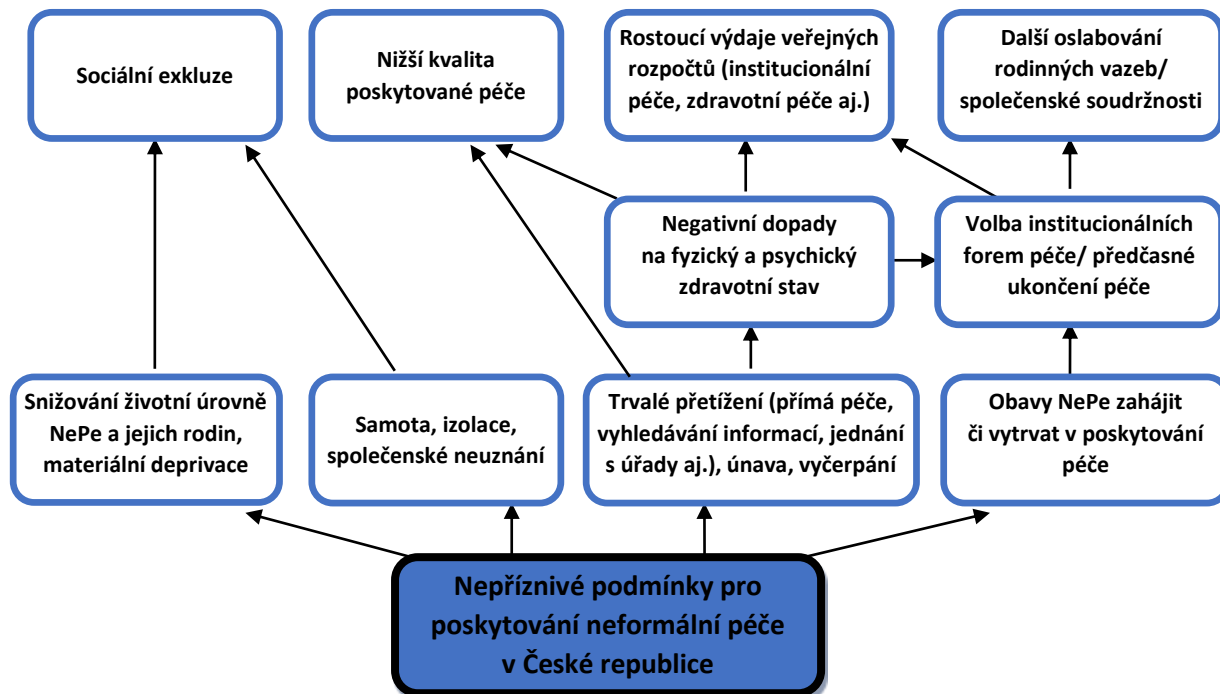 Sociální exkluze
Nižší kvalita
poskytované péče
Rostoucí výdaje veřejných
rozpočtů (institucionální
péče, zdravotní péče aj.)
Další oslabování
rodinných vazeb/
společenské soudržnosti
Negativní dopady
na fyzický a psychický
zdravotní stav
Volba institucionálních
forem péče/ předčasné
ukončení péče
Snižování životní úrovně
NePe a jejich rodin,
materiální deprivace
Samota, izolace,
společenské neuznání
Trvalé přetížení (přímá péče,
vyhledávání informací, jednání
s úřady aj.), únava, vyčerpání
Obavy NePe zahájit
či vytrvat v poskytování
péče
Nepříznivé podmínky pro
poskytování neformální péče
v České republice